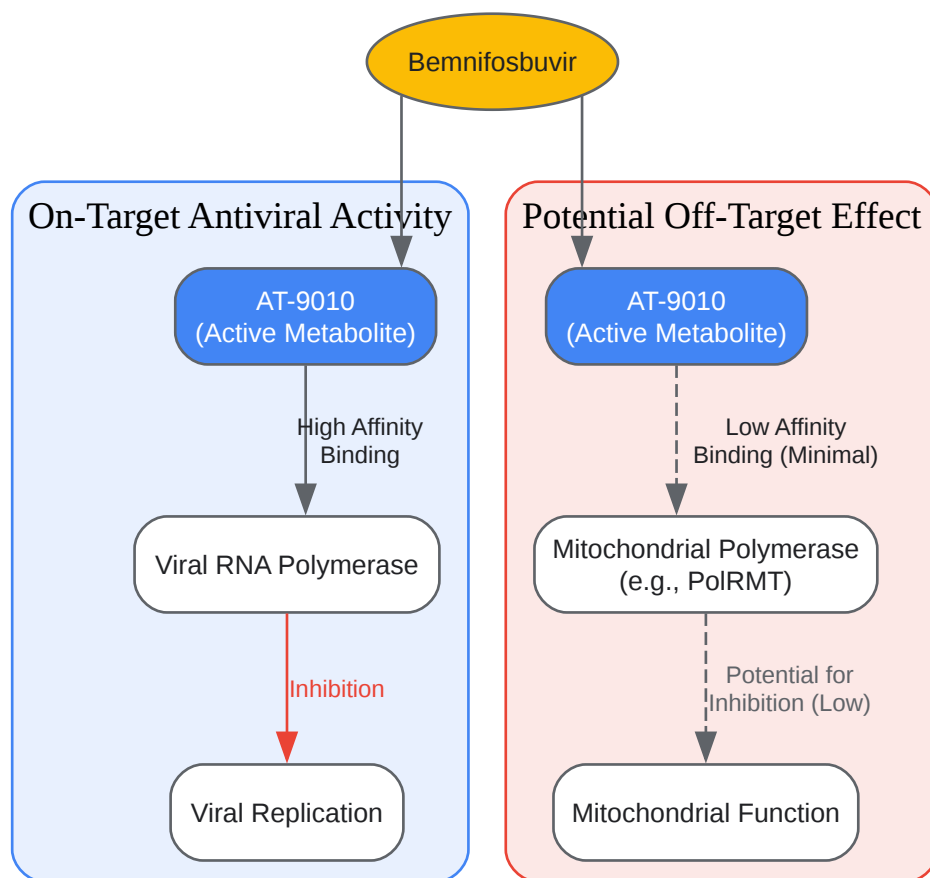 Bemnifosbuvir
On-Target Antiviral Activity
AT-9010
(Active Metabolite)
High Affinity
Binding
Viral RNA Polymerase
Inhibition
Viral Replication
Potential Off-Target Effect
AT-9010
(Active Metabolite)
Low Affinity
Binding (Minimal)
Mitochondrial Polymerase
(e.g., PolRMT)
Potential for
Inhibition (Low)
Mitochondrial Function